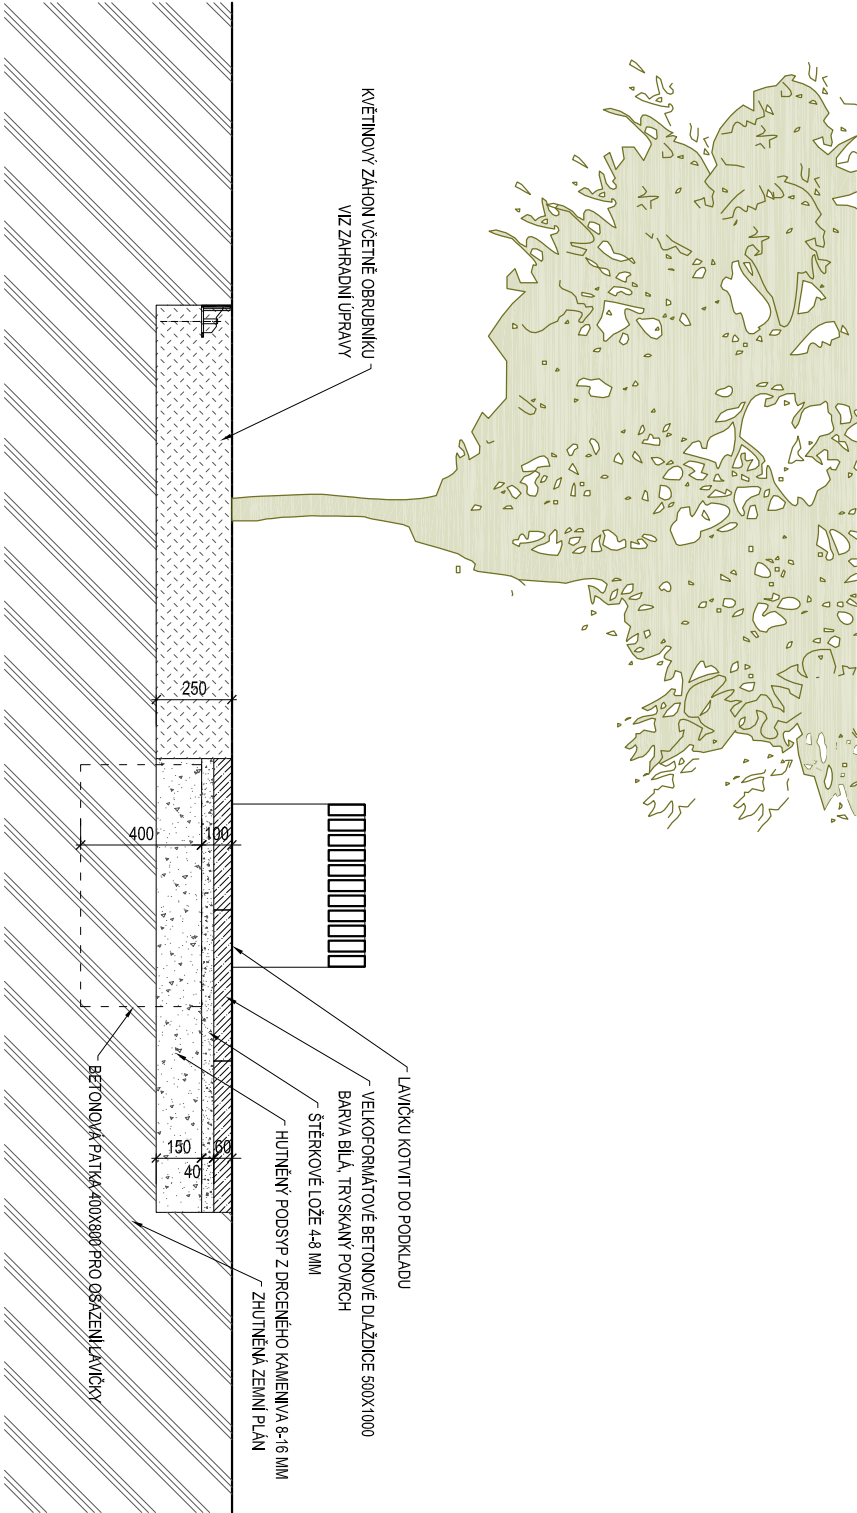 KVĚTINOVÝ ZÁHON VČETNĚ OBRUBNÍKU
VIZ ZAHRADNÍ ÚPRAVY
250
400
100
150
40
60
LAVIČKU KOTVIT DO PODKLADU
VELKOFORMÁTOVÉ BETONOVÉ DLAŽDICE 500X1000
BARVA BÍLÁ, TRYSKANÝ POVRCH
ŠTĚRKOVÉ LOŽE 4-8 MM
HUTNĚNÝ PODSYP Z DRCENÉHO KAMENIVA 8-16 MM
ZHUTNĚNÁ ZEMNÍ PLÁN
BETONOVÁ PATKA 400X800 PRO OSAZENÍ LAVIČKY